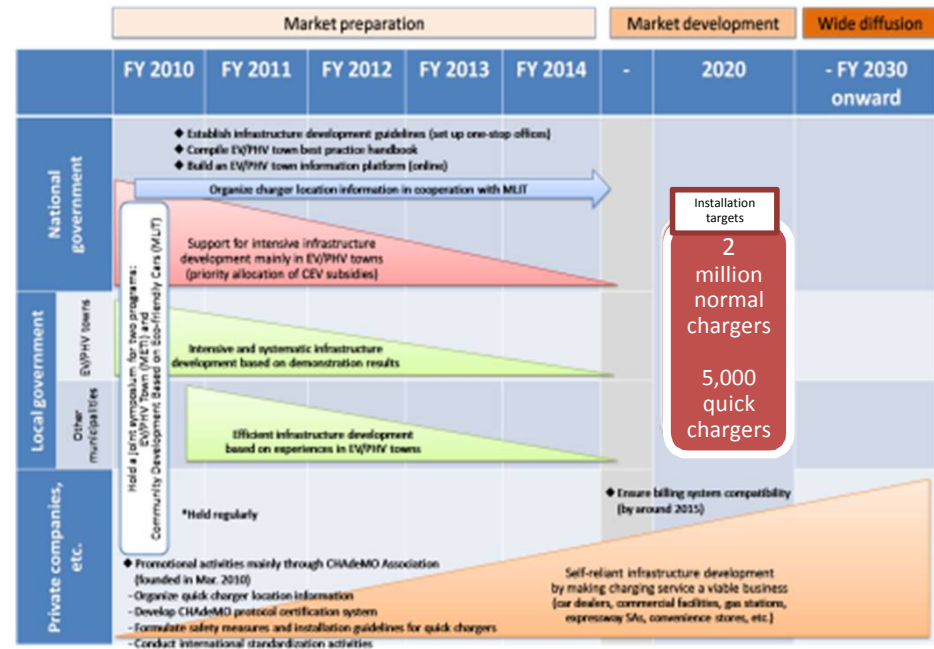 Market preparation
Market development
Wide diffusion
FY 2010
FY 2011
FY 2012
FY 2013
FY 2014
-
2020
- FY 2030
onward
National
government
◆ Establish infrastructure development guidelines (set up one-stop offices)
◆ Compile EV/PHV town best practice handbook
◆ Build an EV/PHV town information platform (online)
Organize charger location information in cooperation with MLIT
Support for intensive infrastructure
development mainly in EV/PHV towns
(priority allocation of CEV subsidies)
Installation
targets
2
million
normal
chargers
5,000
quick
chargers
Hold a joint symposium for two programs:
EV/PHV Town (METI) and
Community Development Based on Eco-friendly Cars (MLIT)
Local government
EV/PHV towns
Intensive and systematic infrastructure
development based on demonstration results
Other
municipalities
Efficient infrastructure development
based on experiences in EV/PHV towns
Private companies,
etc.
*Held regularly
◆ Ensure billing system compatibility
(by around 2015)
◆ Promotional activities mainly through CHAdeMO Association
(founded in Mar. 2010)
- Organize quick charger location information
- Develop CHAdeMO protocol certification system
- Formulate safety measures and installation guidelines for quick chargers
- Conduct international standardization activities
Self-reliant infrastructure development
by making charging service a viable business
(car dealers, commercial facilities, gas stations,
expressway SAs, convenience stores, etc.)